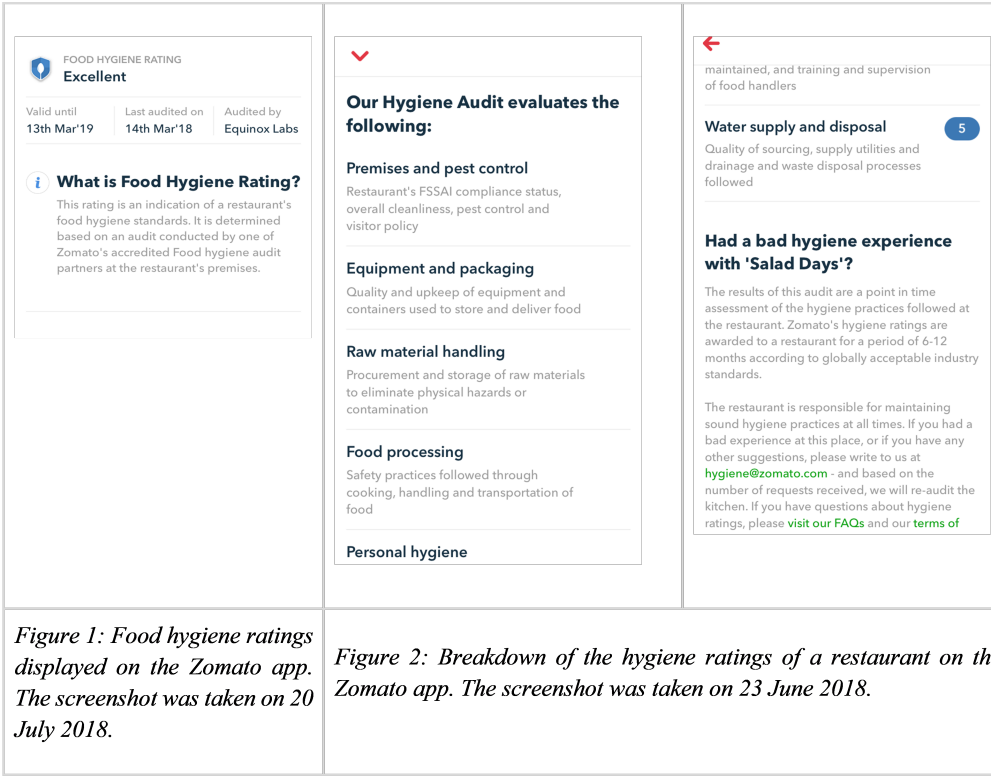 FOOD HYGIENE RATING
Excellent
Valid until
13th Mar'19
Last audited on
14th Mar'18
Audited by
Equinox Labs
What is Food Hygiene Rating?
This rating is an indication of a restaurant's
food hygiene standards. It is determined
based on an audit conducted by one of
Zomato's accredited Food hygiene audit
partners at the restaurant's premises.
Our Hygiene Audit evaluates the
following:
Premises and pest control
Restaurant's FSSAI compliance status,
overall cleanliness, pest control and
visitor policy
Equipment and packaging
Quality and upkeep of equipment and
containers used to store and deliver food
Raw material handling
Procurement and storage of raw materials
to eliminate physical hazards or
contamination
Food processing
Safety practices followed through
cooking, handling and transportation of
food
Personal hygiene
maintained, and training and supervision
of food handlers
Water supply and disposal
5
Quality of sourcing, supply utilities and
drainage and waste disposal processes
followed
Had a bad hygiene experience
with 'Salad Days'?
The results of this audit are a point in time
assessment of the hygiene practices followed at
the restaurant. Zomato's hygiene ratings are
awarded to a restaurant for a period of 6-12
months according to globally acceptable industry
standards.
The restaurant is responsible for maintaining
sound hygiene practices at all times. If you had a
bad experience at this place, or if you have any
other suggestions, please write to us at
hygiene@zomato.com - and based on the
number of requests received, we will re-audit the
kitchen. If you have questions about hygiene
ratings, please visit our FAQs and our terms of
Figure 1: Food hygiene ratings
displayed on the Zomato app.
The screenshot was taken on 20
July 2018.
Figure 2: Breakdown of the hygiene ratings of a restaurant on th
Zomato app. The screenshot was taken on 23 June 2018.